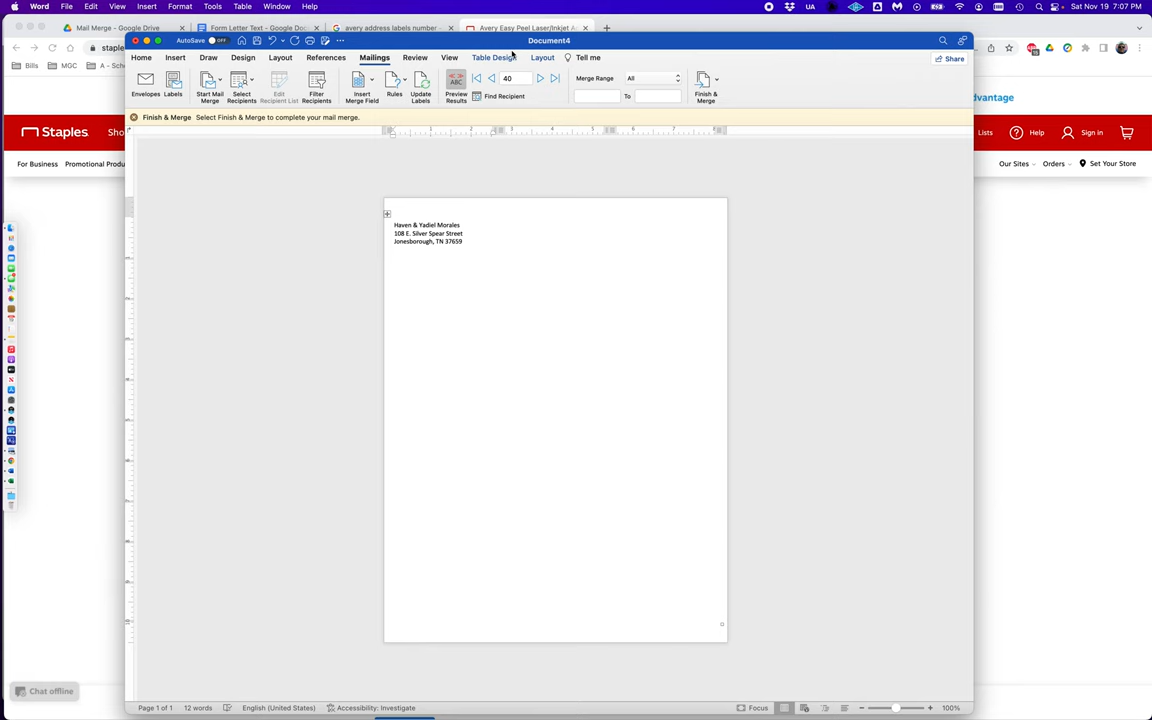 Word File Edit View Insert Format Tools Table Window Help
UA
Sat Nov 19 7:07 PM
Mail Merge - Google Drive
Form Letter Text - Google Doc
avery address labels number -
Avery Easy Peel Laser/Inkjet A
staple
Bills
MGC
AutoSave OFF
Document4
Home Insert Draw Design Layout References Mailings Review View Table Design Layout Tell me
Share
Envelopes
Labels
Start Mail Merge
Select Recipients
Edit Recipient List
Filter Recipients
Insert Merge Field
Rules
Update Labels
ABC
Preview Results
40
Find Recipient
Merge Range
All
To
Finish & Merge
Finish & Merge Select Finish & Merge to complete your mail merge.
dvantage
Staples
Sho
Lists
Help
Sign in
For Business Promotional Produ
Our Sites
Orders
Set Your Store
Haven & Yadiel Morales
108 E. Silver Spear Street
Jonesborough, TN 37659
Chat offline
Page 1 of 1
12 words
English (United States)
Accessibility: Investigate
Focus
100%